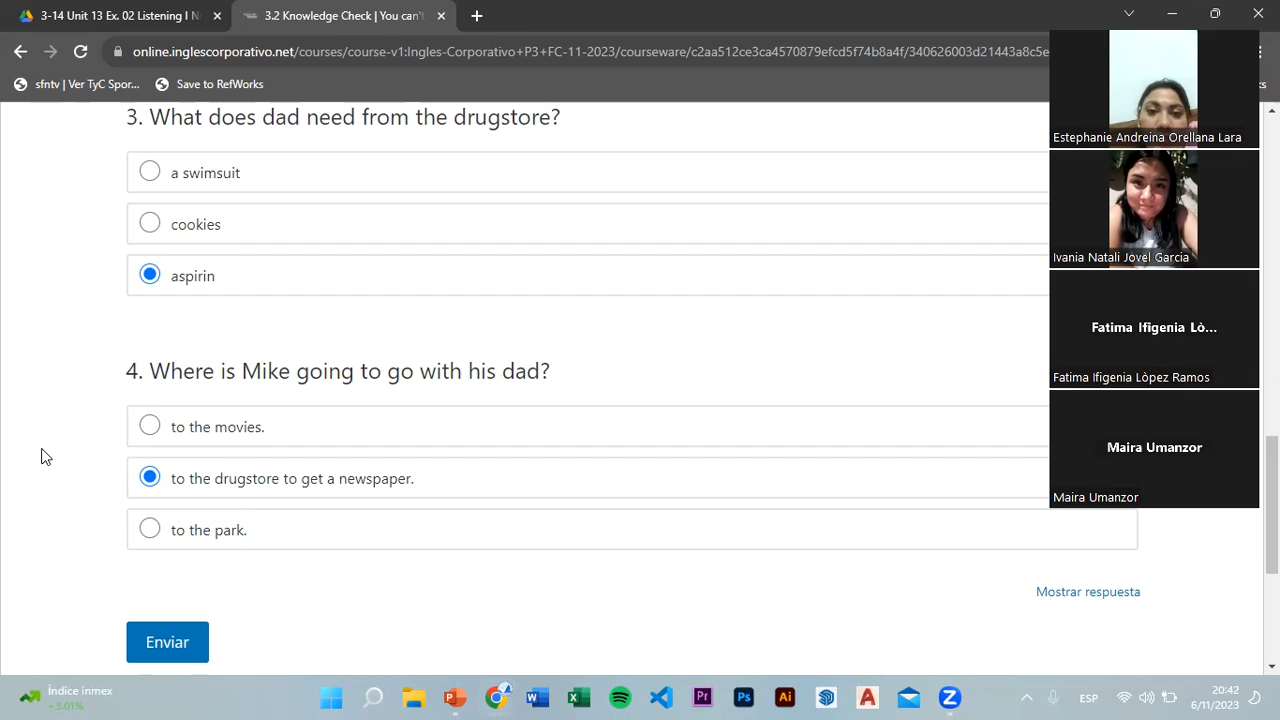 3-14 Unit 13 Ex. 02 Listening I N
3.2 Knowledge Check | You can't
online.inglescorporativo.net/courses/course-v1:Ingles-Corporativo+P3+FC-11-2023/courseware/c2aa512ce3ca4570879efcd5f74b8a4f/340626003d21443a8c5e
sfntv | Ver TyC Spor...
Save to RefWorks
3. What does dad need from the drugstore?
a swimsuit
cookies
aspirin
4. Where is Mike going to go with his dad?
to the movies.
to the drugstore to get a newspaper.
to the park.
Mostrar respuesta
Enviar
Estephanie Andreina Orellana Lara
Ivania Natali Jovel Garcia
Fatima Ifigenia Lò...
Fatima Ifigenia Lòpez Ramos
Maira Umanzor
Maira Umanzor
Índice inmex
+3.01%
ESP
20:42
6/11/2023